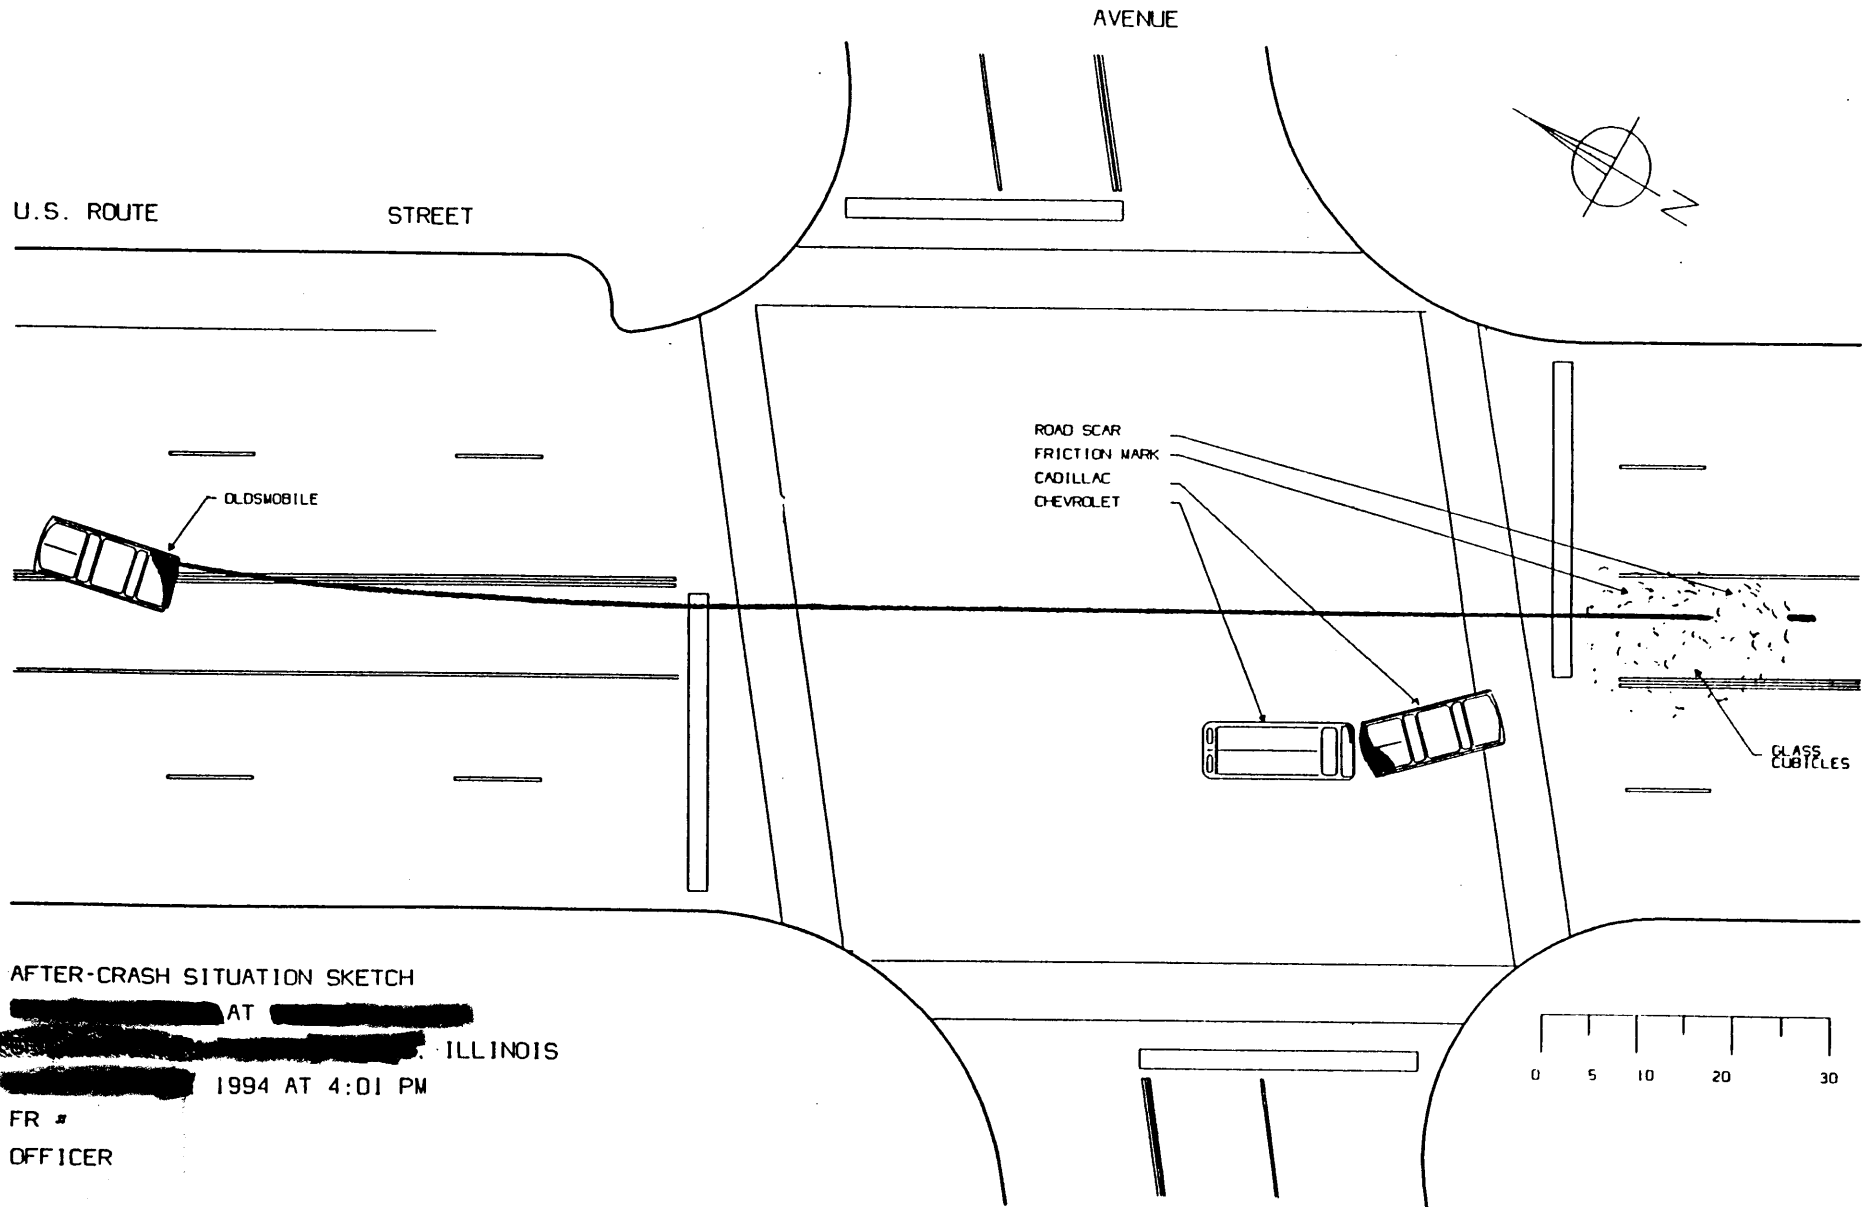 AVENUE
U.S. ROUTE STREET
N
ROAD SCAR
FRICTION MARK
CADILLAC
CHEVROLET
OLDSMOBILE
GLASS
CUBICLES
AFTER-CRASH SITUATION SKETCH
AT
. ILLINOIS
1994 AT 4:01 PM
FR #
OFFICER
0 5 10 20 30